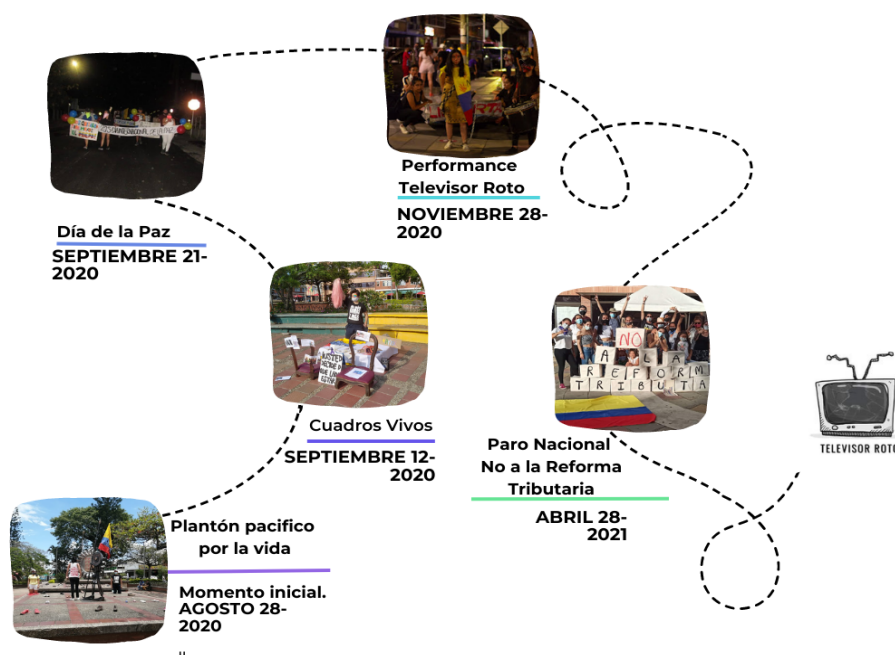 Performance
Televisor Roto
NOVIEMBRE 28-
2020
Día de la Paz
SEPTIEMBRE 21-
2020
Cuadros Vivos
SEPTIEMBRE 12-
2020
NO
A LA
REFORM
TRIBUTA
Paro Nacional
No a la Reforma
Tributaria
ABRIL 28-
2021
TELEVISOR ROTO
Plantón pacifico
por la vida
Momento inicial.
AGOSTO 28-
2020